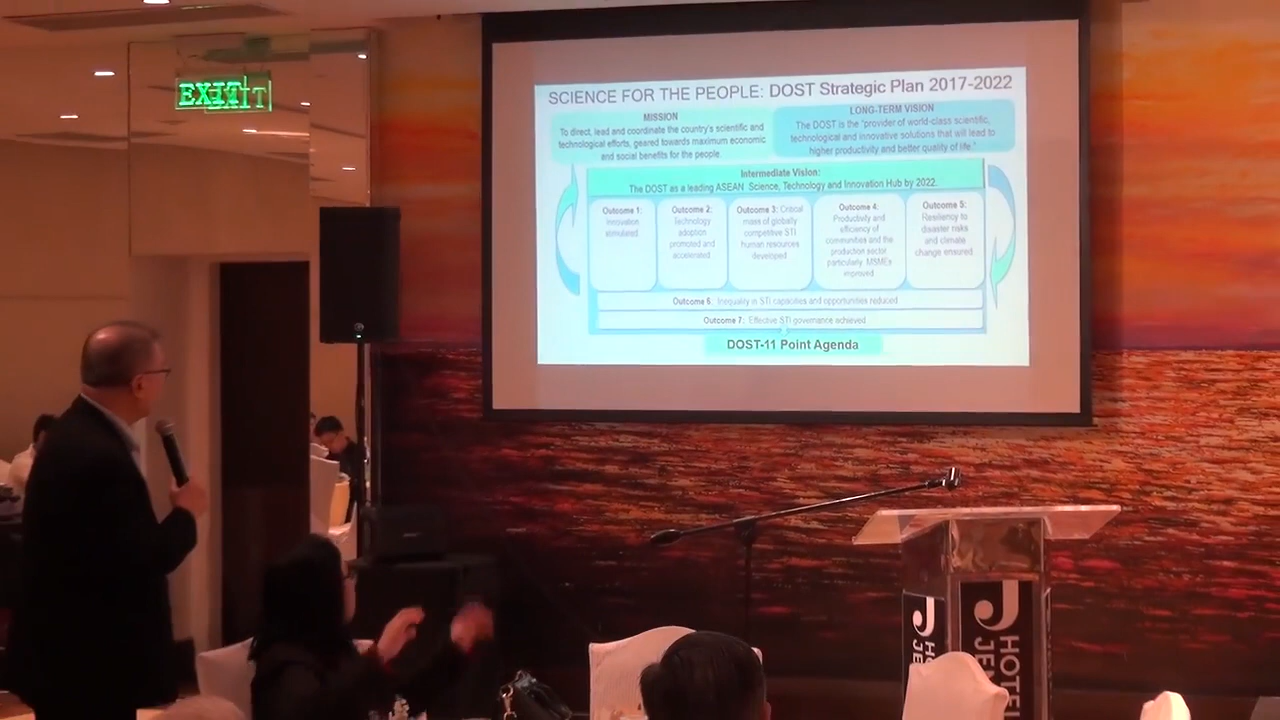 EXIT
SCIENCE FOR THE PEOPLE: DOST Strategic Plan 2017-2022
MISSION
To direct, lead and coordinate the country's scientific and
technological efforts, geared towards maximum economic
and social benefits for the people.
LONG-TERM VISION
The DOST is the "provider of world-class scientific,
technological and innovative solutions that will lead to
higher productivity and better quality of life."
Intermediate Vision:
The DOST as a leading ASEAN Science, Technology and Innovation Hub by 2022.
Outcome 1:
Innovation
stimulated
Outcome 2:
Technology
adoption
promoted and
accelerated
Outcome 3: Critical
mass of globally
competitive STI
human resources
developed
Outcome 4:
Productivity and
efficiency of
communities and the
production sector
particularly MSMEs
improved
Outcome 5:
Resiliency to
disaster risks
and climate
change ensured
Outcome 6: Inequality in STI capacities and opportunities reduced
Outcome 7: Effective STI governance achieved
DOST-11 Point Agenda
J
J
HOTEL
JE